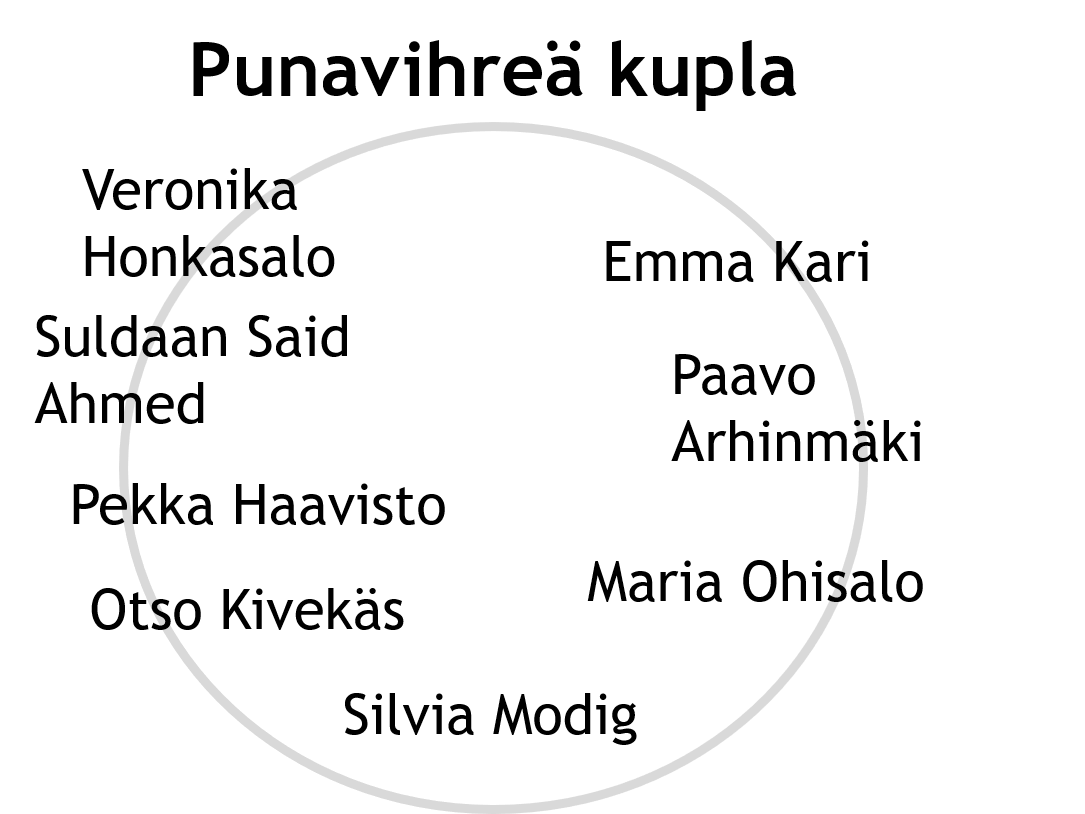 Punavihreä kupla
Veronika
Honkasalo
Emma Kari
Suldaan Said
Ahmed
Paavo
Arhinmäki
Pekka Haavisto
Maria Ohisalo
Otso Kivekäs
Silvia Modig